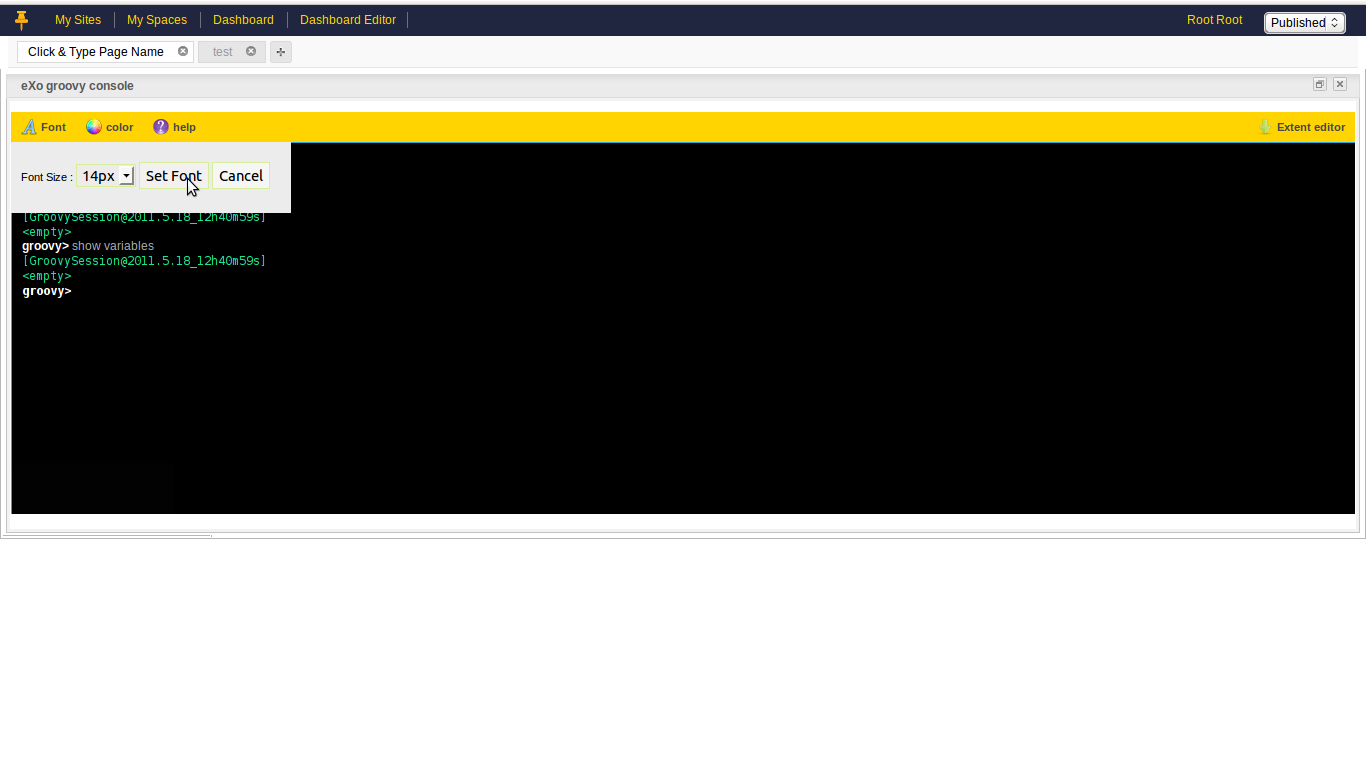 My Sites My Spaces Dashboard Dashboard Editor Root Root Published
Click & Type Page Name test
eXo groovy console
Font color help Extent editor
Font Size : 14px Set Font Cancel
[GroovySession@2011.5.18_12h40m59s]
<empty>
groovy> show variables
[GroovySession@2011.5.18_12h40m59s]
<empty>
groovy>